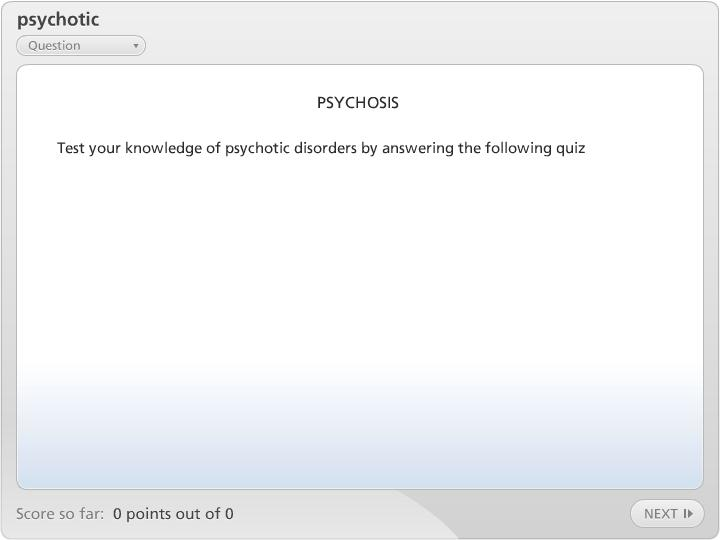 psychotic
Question
PSYCHOSIS
Test your knowledge of psychotic disorders by answering the following quiz
Score so far: 0 points out of 0
NEXT